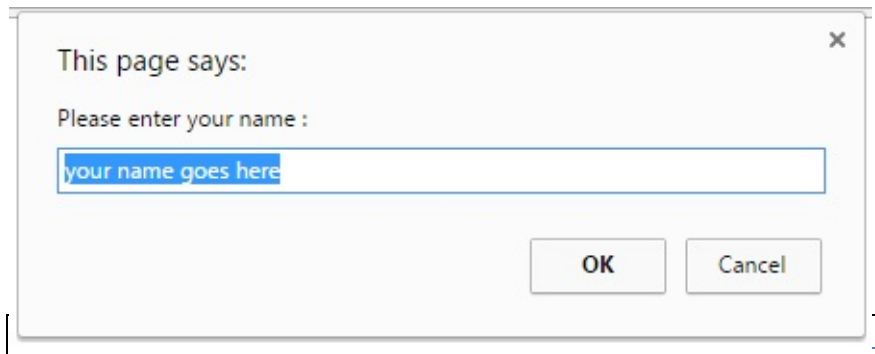 This page says:
Please enter your name :
your name goes here
OK
Cancel